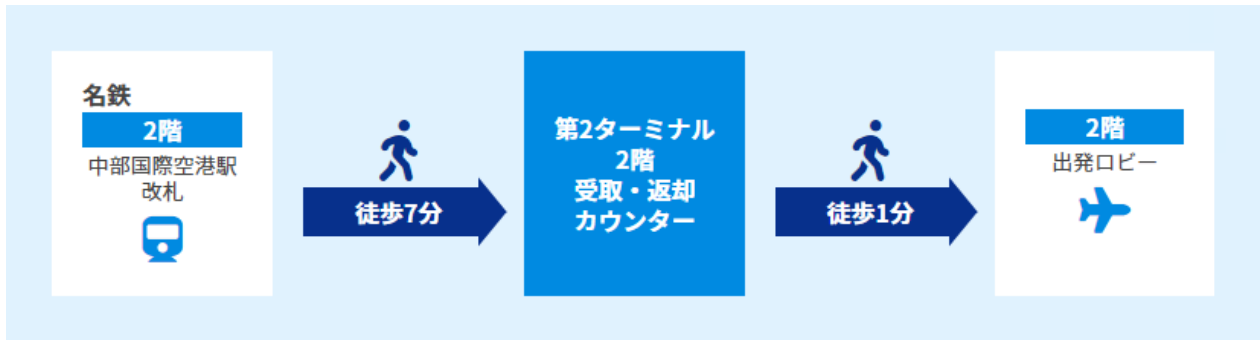 名鉄
2階
中部国際空港駅
改札
徒歩7分
第2ターミナル
2階
受取・返却
カウンター
徒歩1分
2階
出発ロビー